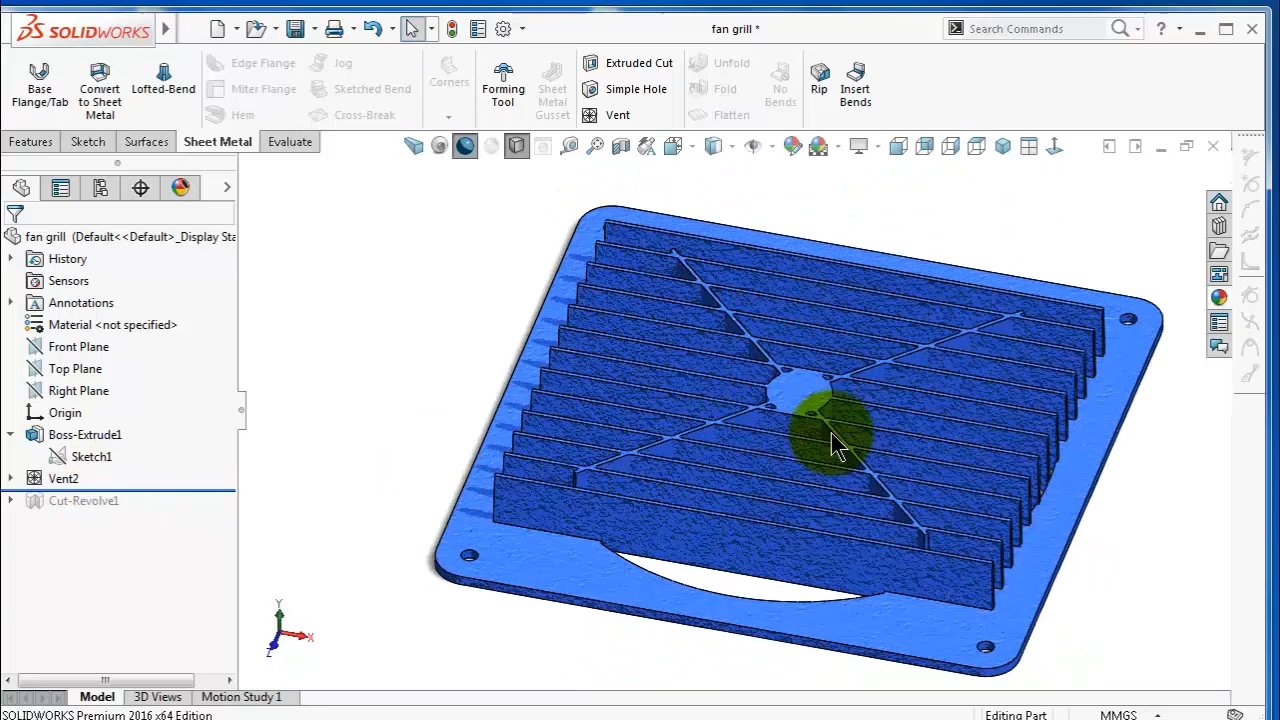 SOLIDWORKS
fan grill *
Search Commands
?
Base Flange/Tab
Convert to Sheet Metal
Lofted-Bend
Edge Flange
Miter Flange
Hem
Jog
Sketched Bend
Cross-Break
Corners
Forming Tool
Sheet Metal Gusset
Extruded Cut
Simple Hole
Vent
Unfold
Fold
Flatten
No Bends
Rip
Insert Bends
Features
Sketch
Surfaces
Sheet Metal
Evaluate
fan grill (Default<<Default>_Display Sta
History
Sensors
Annotations
Material <not specified>
Front Plane
Top Plane
Right Plane
Origin
Boss-Extrude1
Sketch1
Vent2
Cut-Revolve1
Y
X
Z
Model
3D Views
Motion Study 1
SOLIDWORKS Premium 2016 x64 Edition
Editing Part
MMGS